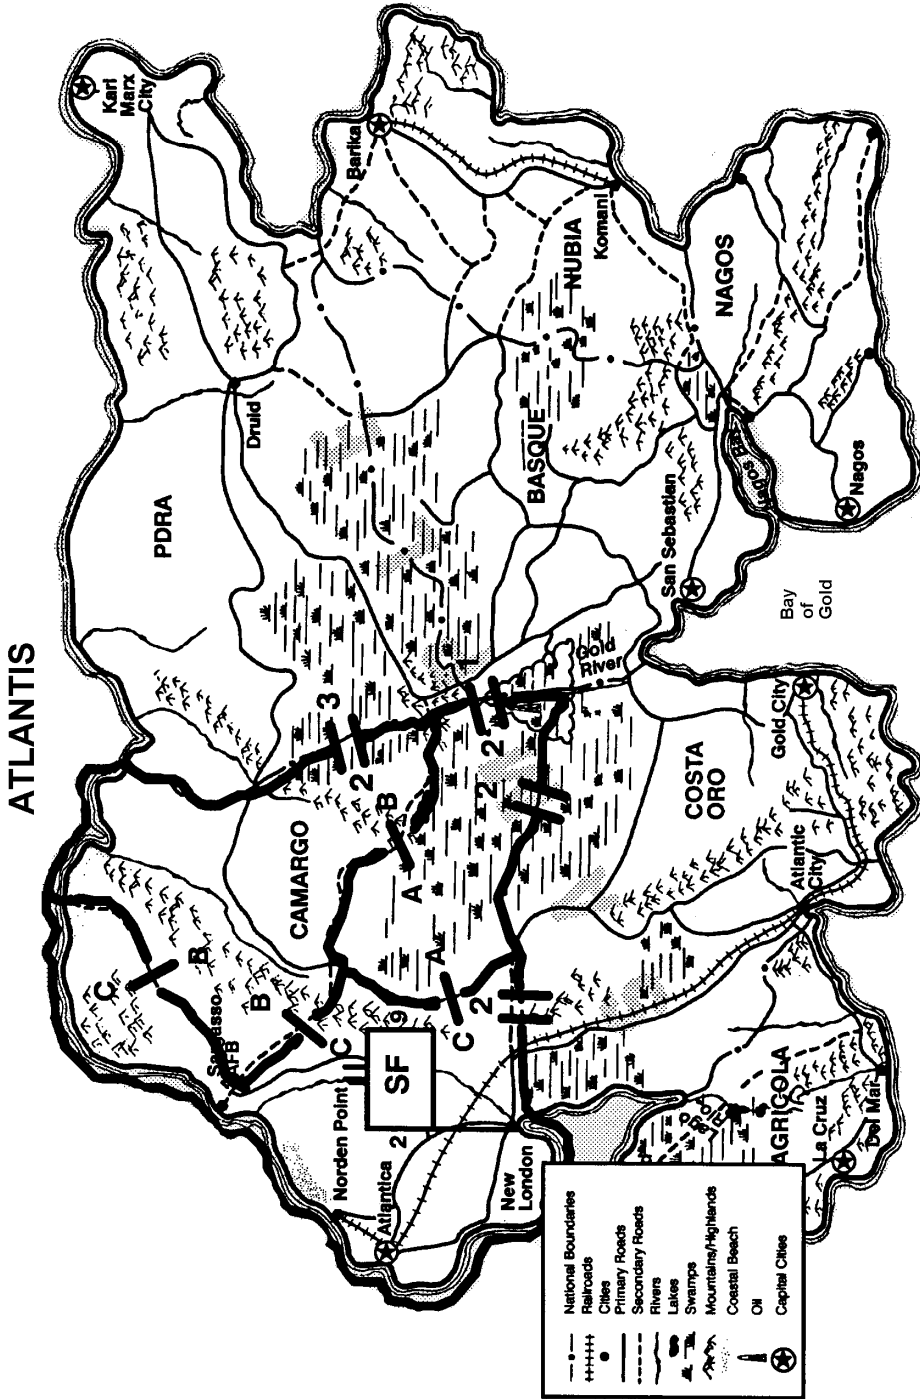 ATLANTIS
Karl
Marx
City
Barika
Druid
PDRA
NUBIA
Komani
NAGOS
BASQUE
San Sebastian
Nagos
Bay
of
Gold
Gold
River
1
2
3
2
2
B
A
CAMARGO
COSTA
ORO
Gold City
Atlantic
City
C
B
B
C
A
C
2
AFB
SF
9
2
Norden Point
Atlantica
New
London
Lago
Rio
AGRICOLA
La Cruz
Del Mar
National Boundaries
Railroads
Cities
Primary Roads
Secondary Roads
Rivers
Lakes
Swamps
Mountains/Highlands
Coastal Beach
Oil
Capital Cities